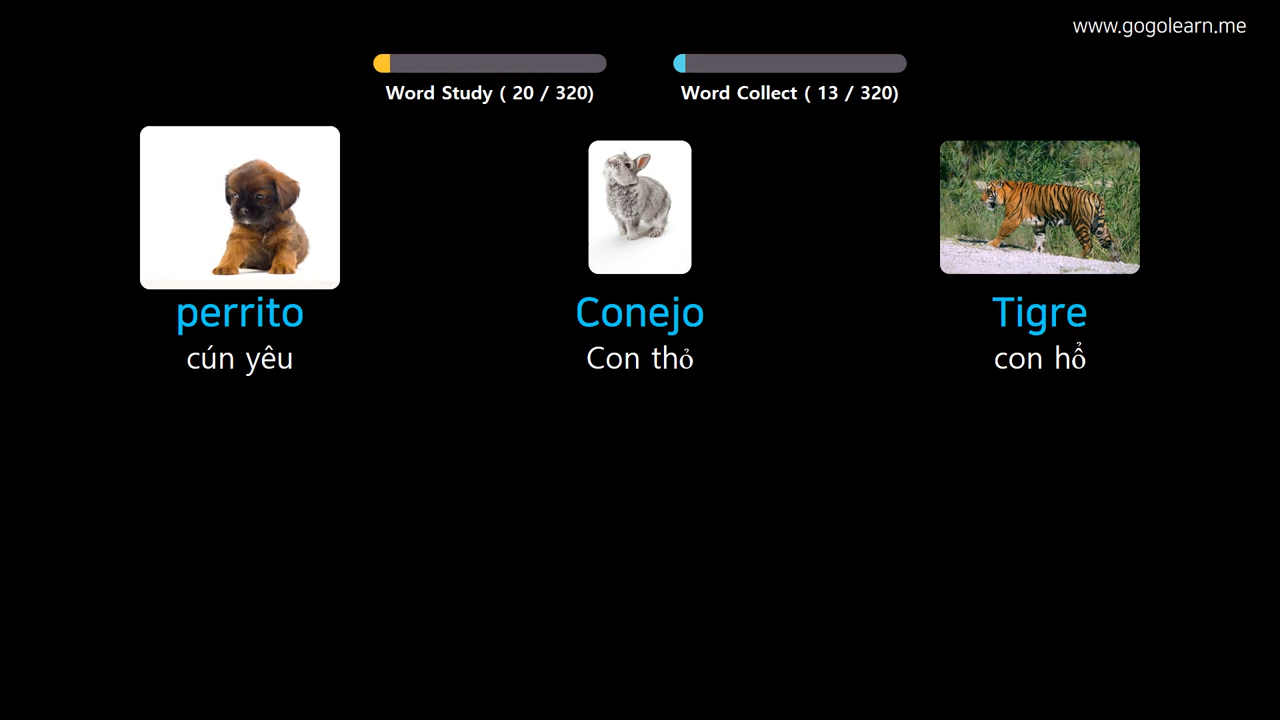 www.gogolearn.me
Word Study ( 20 / 320)
Word Collect ( 13 / 320)
perrito
cún yêu
Conejo
Con thỏ
Tigre
con hổ